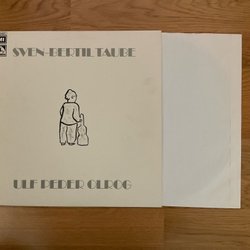 SVEN-BERTIL TAUBE
ULF PEDER OLROG